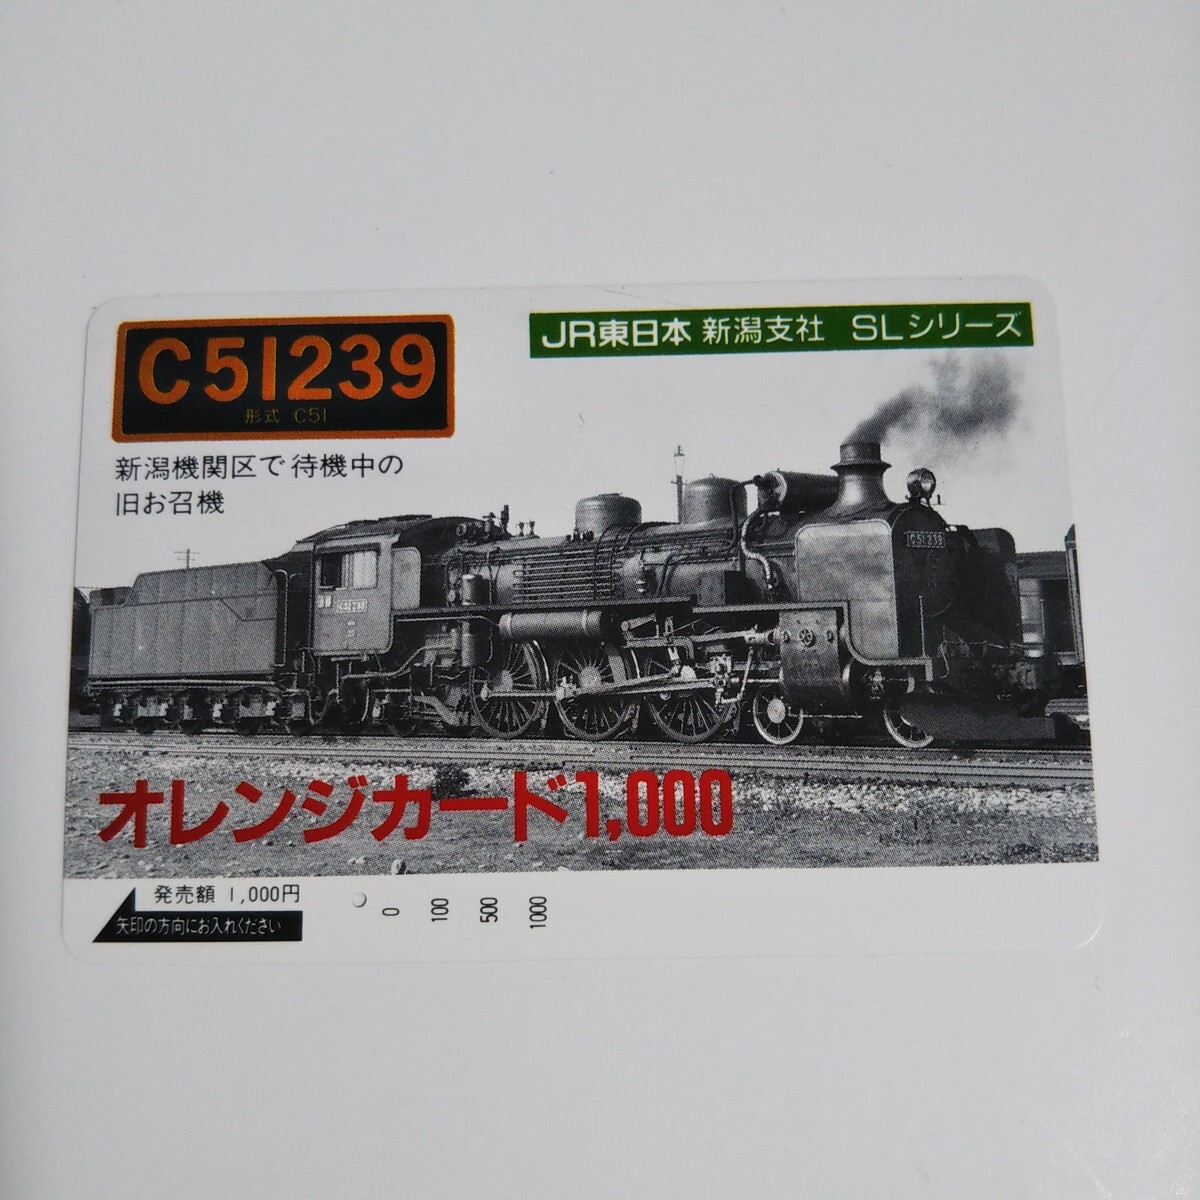 JR東日本 新潟支社 SLシリーズ
C51239
形式 C51
新潟機関区で待機中の
旧お召機
C51239
C51239
オレンジカード1,000
発売額 1,000円
矢印の方向にお入れください
0 100 500 1000